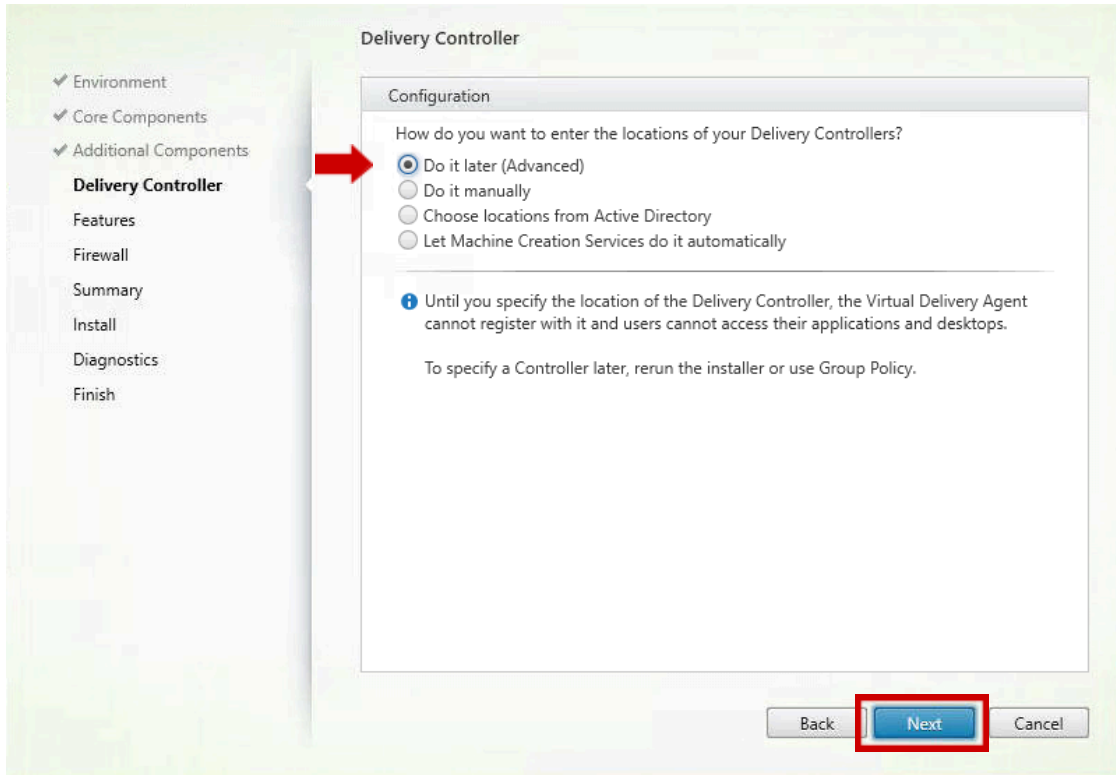 Delivery Controller
Environment
Core Components
Additional Components
Delivery Controller
Features
Firewall
Summary
Install
Diagnostics
Finish
Configuration
How do you want to enter the locations of your Delivery Controllers?
Do it later (Advanced)
Do it manually
Choose locations from Active Directory
Let Machine Creation Services do it automatically
Until you specify the location of the Delivery Controller, the Virtual Delivery Agent
cannot register with it and users cannot access their applications and desktops.
To specify a Controller later, rerun the installer or use Group Policy.
Back
Next
Cancel